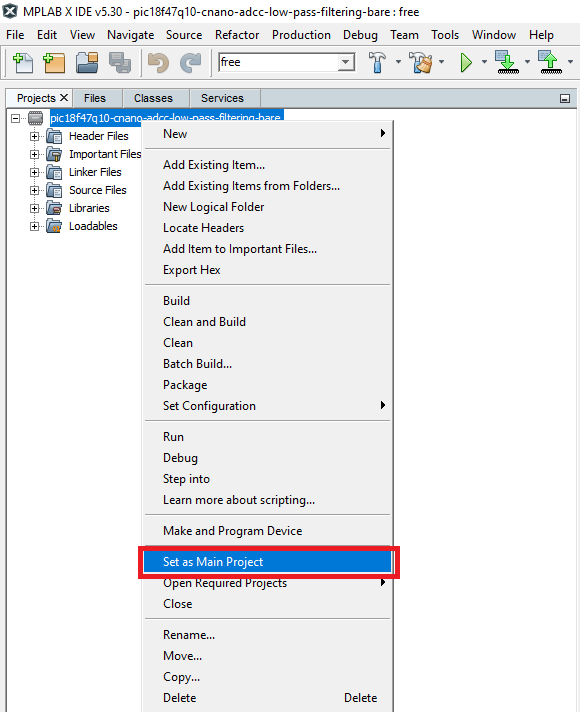 MPLAB X IDE v5.30 - pic18f47q10-cnano-adcc-low-pass-filtering-bare : free
File Edit View Navigate Source Refactor Production Debug Team Tools Window Help
free
Projects Files Classes Services
pic18f47q10-cnano-adcc-low-pass-filtering-bare
Header Files
Important Files
Linker Files
Source Files
Libraries
Loadables
New
Add Existing Item...
Add Existing Items from Folders...
New Logical Folder
Locate Headers
Add Item to Important Files...
Export Hex
Build
Clean and Build
Clean
Batch Build...
Package
Set Configuration
Run
Debug
Step into
Learn more about scripting...
Make and Program Device
Set as Main Project
Open Required Projects
Close
Rename...
Move...
Copy...
Delete Delete